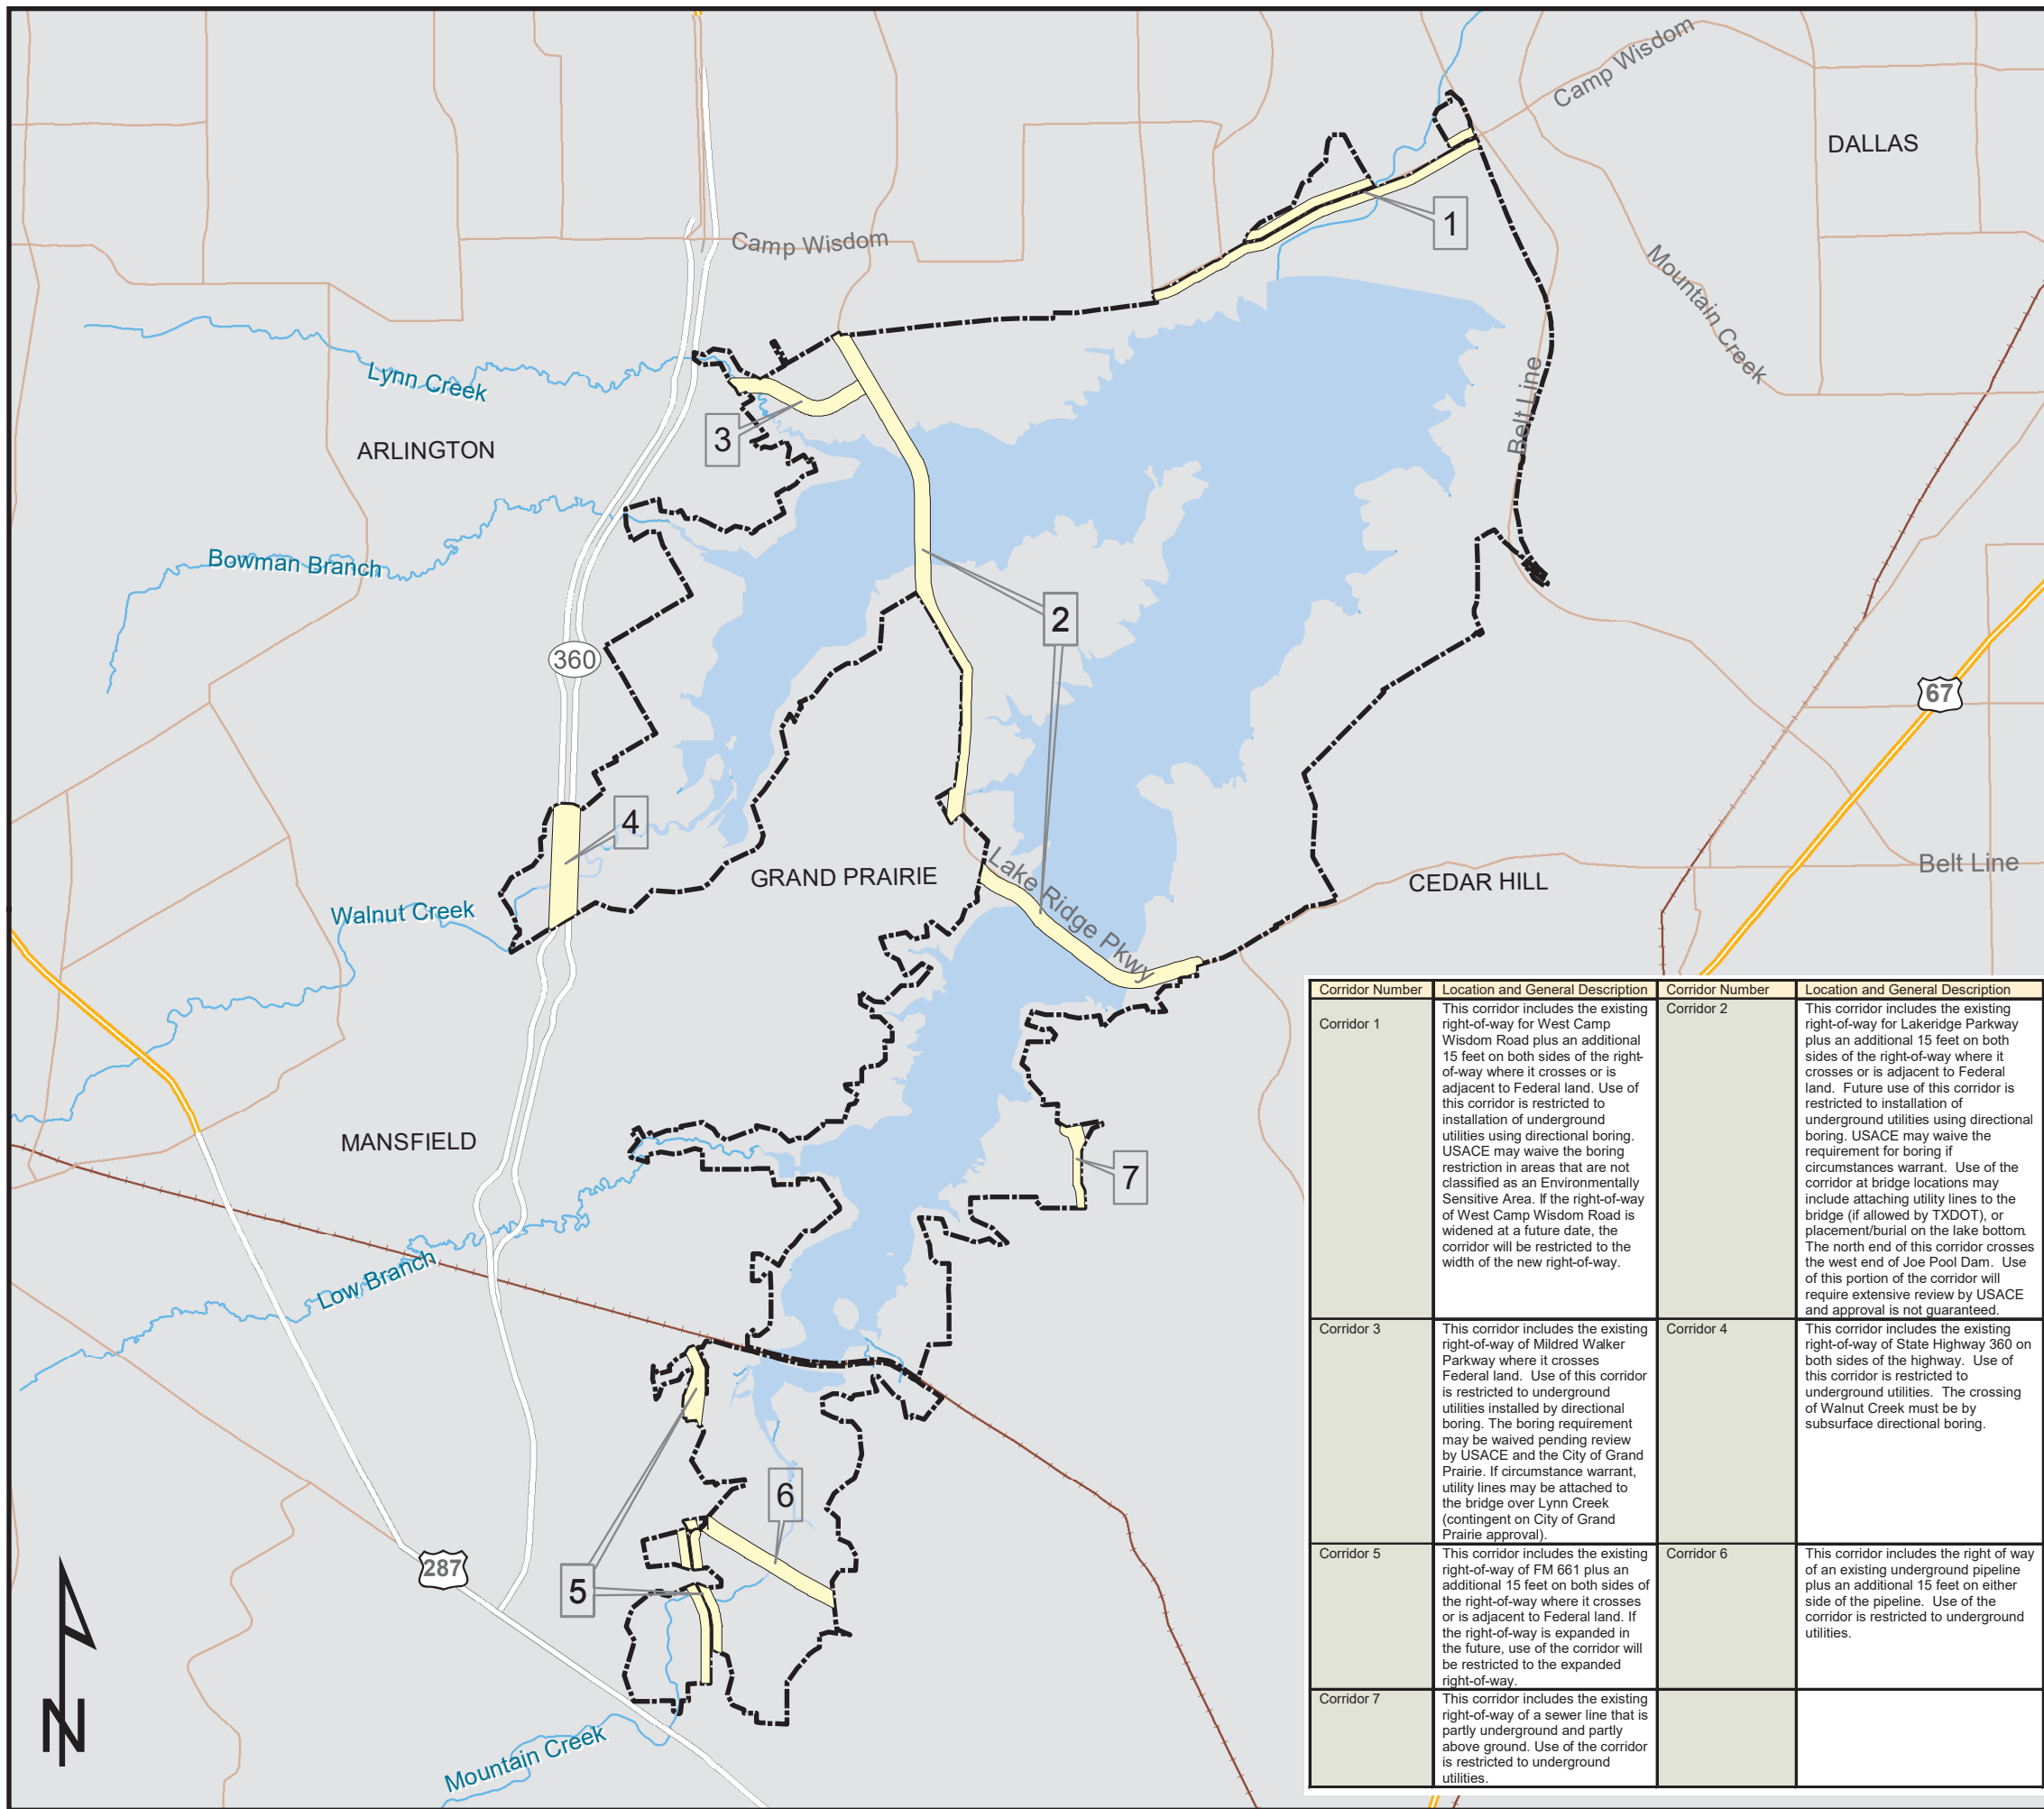 Camp Wisdom
DALLAS
1
Camp Wisdom
Mountain Creek
Lynn Creek
Belt Line
3
ARLINGTON
Bowman Branch
2
360
67
4
Lake Ridge Pkwy
Belt Line
GRAND PRAIRIE
CEDAR HILL
Walnut Creek
MANSFIELD
7
Low Branch
6
287
5
N
Mountain Creek
Corridor Number
Location and General Description
Corridor Number
Location and General Description
Corridor 1
This corridor includes the existing
right-of-way for West Camp
Wisdom Road plus an additional
15 feet on both sides of the right-
of-way where it crosses or is
adjacent to Federal land. Use of
this corridor is restricted to
installation of underground
utilities using directional boring.
USACE may waive the boring
restriction in areas that are not
classified as an Environmentally
Sensitive Area. If the right-of-way
of West Camp Wisdom Road is
widened at a future date, the
corridor will be restricted to the
width of the new right-of-way.
Corridor 2
This corridor includes the existing
right-of-way for Lakeridge Parkway
plus an additional 15 feet on both
sides of the right-of-way where it
crosses or is adjacent to Federal
land. Future use of this corridor is
restricted to installation of
underground utilities using directional
boring. USACE may waive the
requirement for boring if
circumstances warrant. Use of the
corridor at bridge locations may
include attaching utility lines to the
bridge (if allowed by TXDOT), or
placement/burial on the lake bottom.
The north end of this corridor crosses
the west end of Joe Pool Dam. Use
of this portion of the corridor will
require extensive review by USACE
and approval is not guaranteed.
Corridor 3
This corridor includes the existing
right-of-way of Mildred Walker
Parkway where it crosses
Federal land. Use of this corridor
is restricted to underground
utilities installed by directional
boring. The boring requirement
may be waived pending review
by USACE and the City of Grand
Prairie. If circumstance warrant,
utility lines may be attached to
the bridge over Lynn Creek
(contingent on City of Grand
Prairie approval).
Corridor 4
This corridor includes the existing
right-of-way of State Highway 360 on
both sides of the highway. Use of
this corridor is restricted to
underground utilities. The crossing
of Walnut Creek must be by
subsurface directional boring.
Corridor 5
This corridor includes the existing
right-of-way of FM 661 plus an
additional 15 feet on both sides of
the right-of-way where it crosses
or is adjacent to Federal land. If
the right-of-way is expanded in
the future, use of the corridor will
be restricted to the expanded
right-of-way.
Corridor 6
This corridor includes the right of way
of an existing underground pipeline
plus an additional 15 feet on either
side of the pipeline. Use of the
corridor is restricted to underground
utilities.
Corridor 7
This corridor includes the existing
right-of-way of a sewer line that is
partly underground and partly
above ground. Use of the corridor
is restricted to underground
utilities.